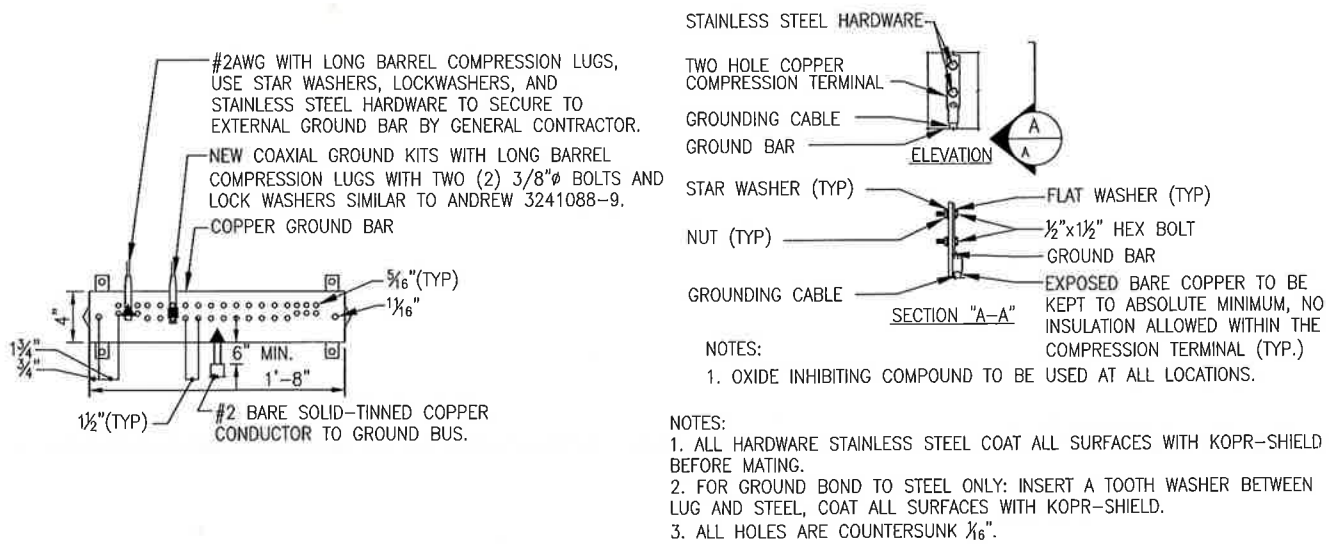 #2AWG WITH LONG BARREL COMPRESSION LUGS,
USE STAR WASHERS, LOCKWASHERS, AND
STAINLESS STEEL HARDWARE TO SECURE TO
EXTERNAL GROUND BAR BY GENERAL CONTRACTOR.
NEW COAXIAL GROUND KITS WITH LONG BARREL
COMPRESSION LUGS WITH TWO (2) 3/8"ø BOLTS AND
LOCK WASHERS SIMILAR TO ANDREW 3241088-9.
COPPER GROUND BAR
5/16"(TYP)
11/16"
4"
1¾"
¾"
6" MIN.
1'-8"
1½"(TYP)
#2 BARE SOLID-TINNED COPPER
CONDUCTOR TO GROUND BUS.
STAINLESS STEEL HARDWARE
TWO HOLE COPPER
COMPRESSION TERMINAL
GROUNDING CABLE
GROUND BAR
ELEVATION
A
A
STAR WASHER (TYP)
NUT (TYP)
GROUNDING CABLE
FLAT WASHER (TYP)
½"x1½" HEX BOLT
GROUND BAR
EXPOSED BARE COPPER TO BE
KEPT TO ABSOLUTE MINIMUM, NO
INSULATION ALLOWED WITHIN THE
COMPRESSION TERMINAL (TYP.)
SECTION "A-A"
NOTES:
1. OXIDE INHIBITING COMPOUND TO BE USED AT ALL LOCATIONS.
NOTES:
1. ALL HARDWARE STAINLESS STEEL COAT ALL SURFACES WITH KOPR-SHIELD
BEFORE MATING.
2. FOR GROUND BOND TO STEEL ONLY: INSERT A TOOTH WASHER BETWEEN
LUG AND STEEL, COAT ALL SURFACES WITH KOPR-SHIELD.
3. ALL HOLES ARE COUNTERSUNK 1/16".